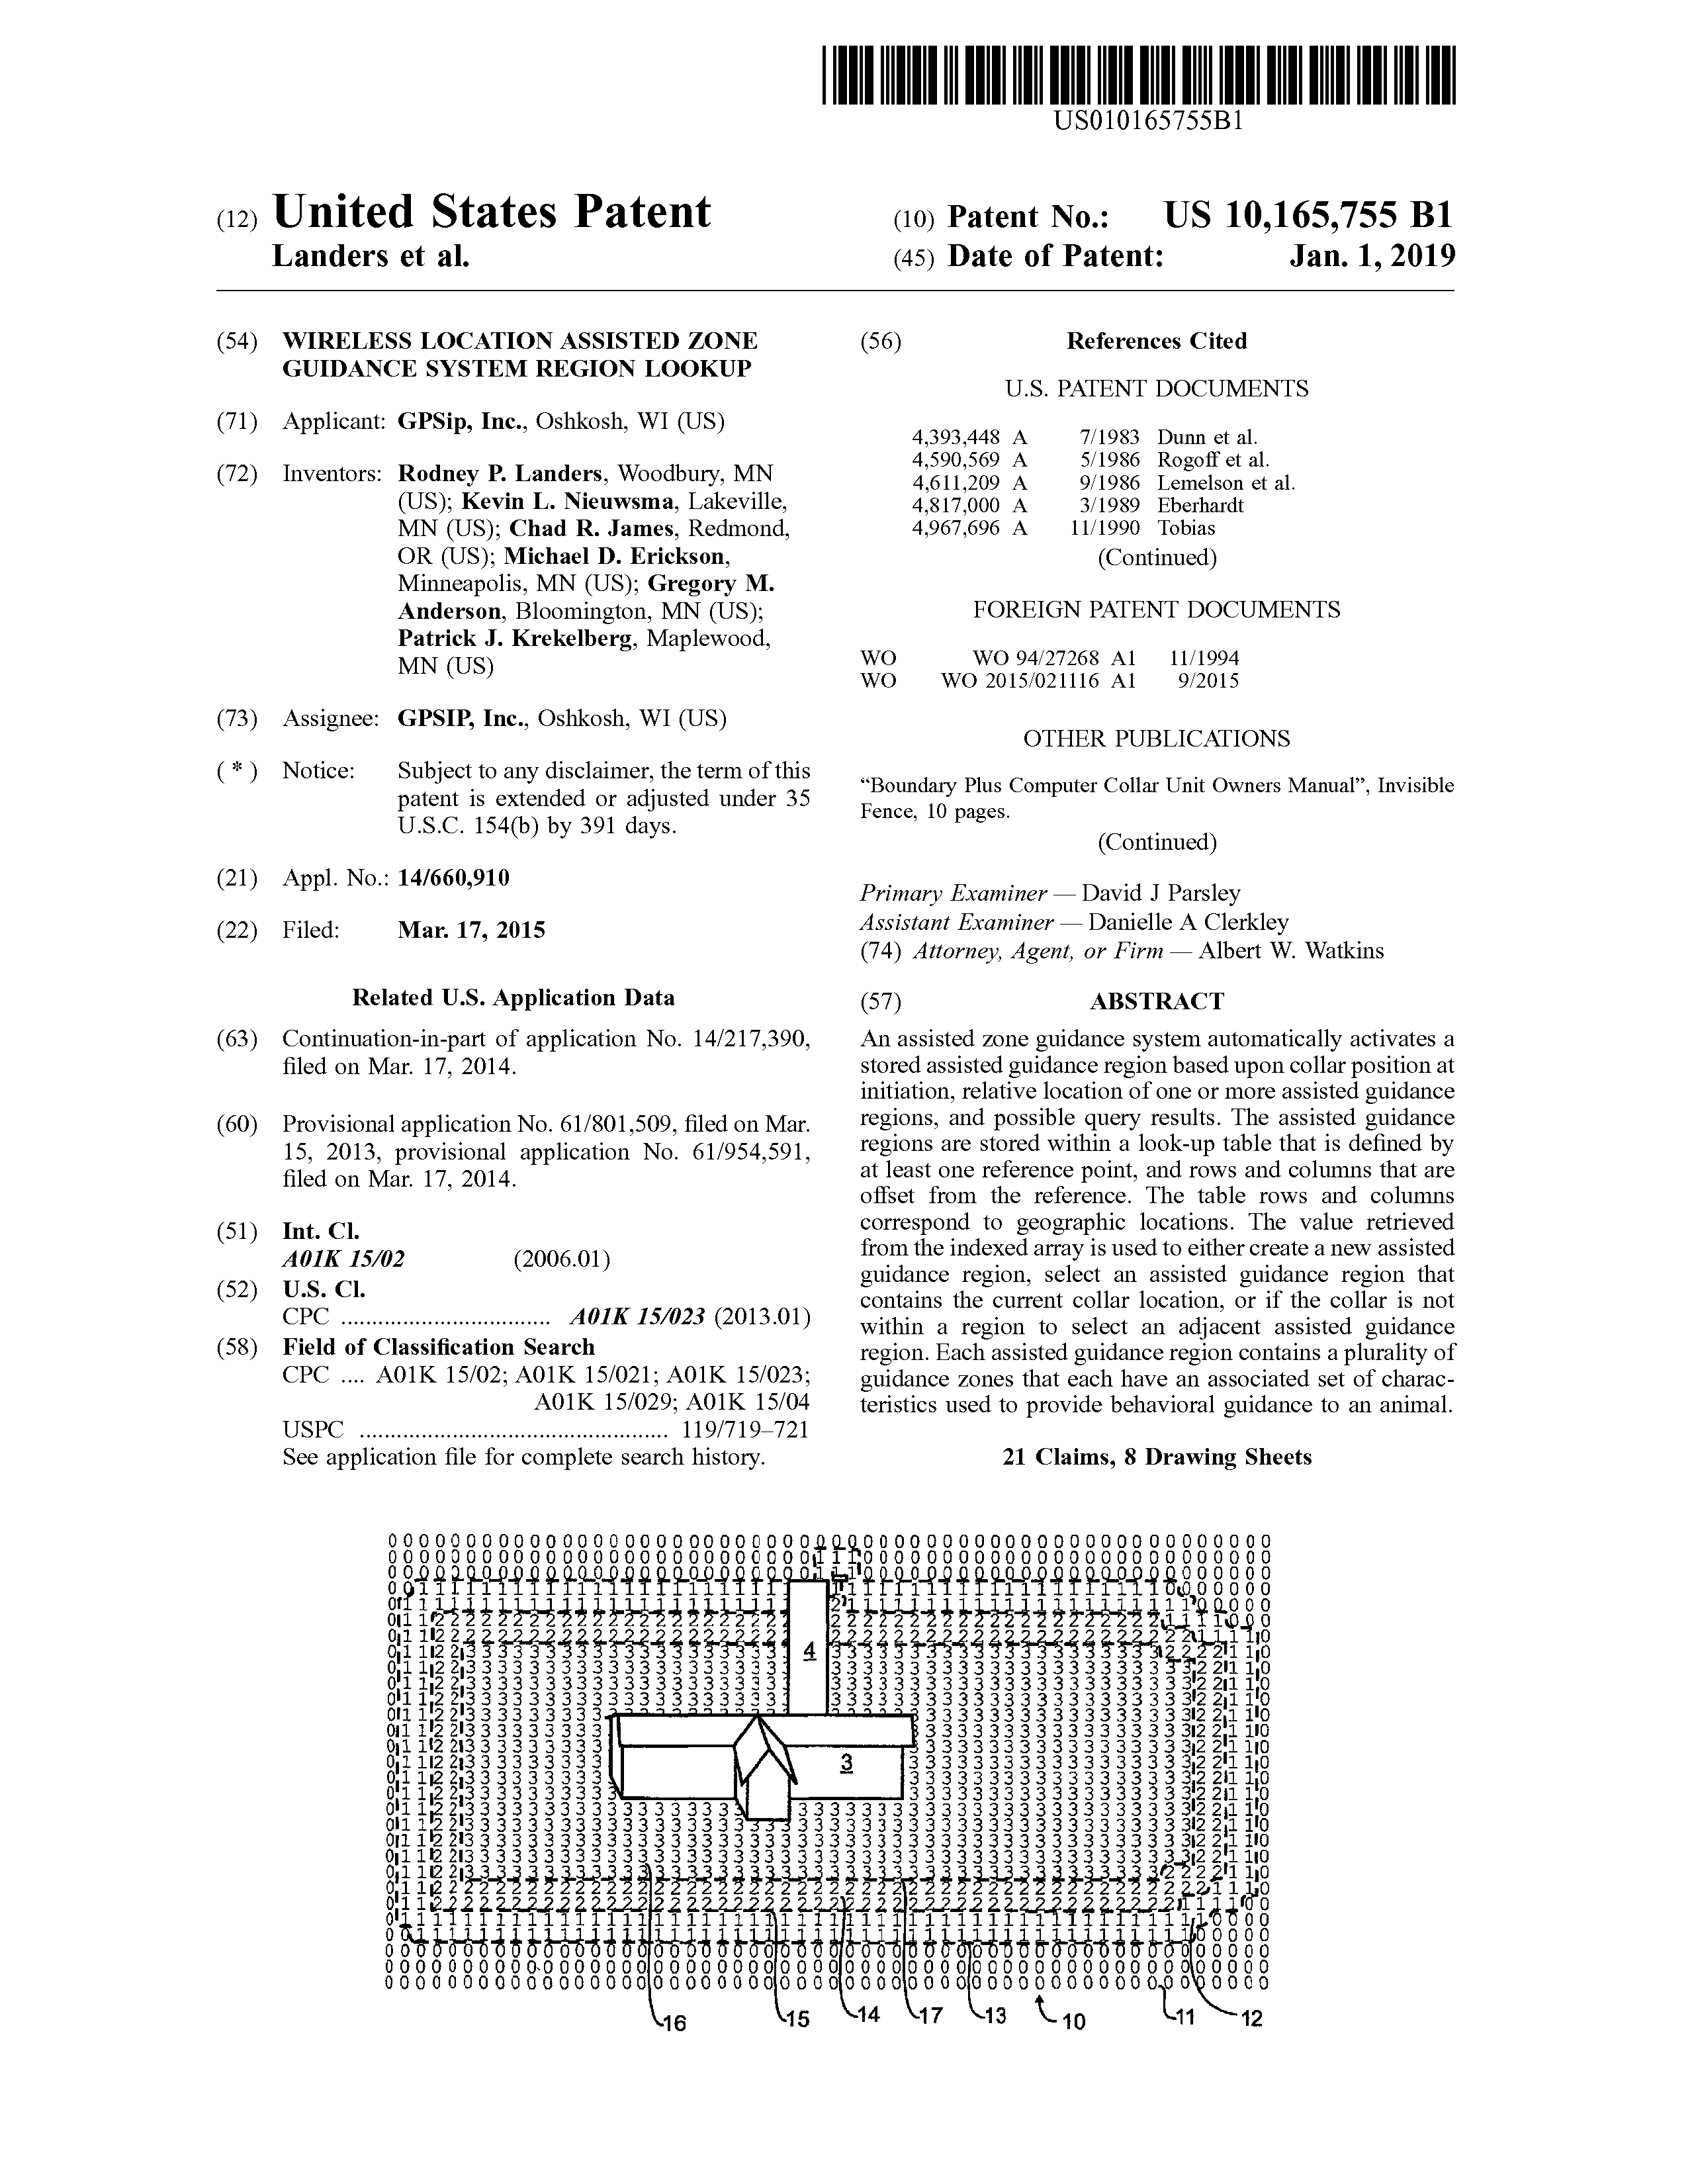 US010165755B1
(12) United States Patent
Landers et al.
(10) Patent No.: US 10,165,755 B1
(45) Date of Patent: Jan. 1, 2019
(54) WIRELESS LOCATION ASSISTED ZONE
GUIDANCE SYSTEM REGION LOOKUP
(71) Applicant: GPSip, Inc., Oshkosh, WI (US)
(72) Inventors: Rodney P. Landers, Woodbury, MN
(US); Kevin L. Nieuwsma, Lakeville,
MN (US); Chad R. James, Redmond,
OR (US); Michael D. Erickson,
Minneapolis, MN (US); Gregory M.
Anderson, Bloomington, MN (US);
Patrick J. Krekelberg, Maplewood,
MN (US)
(73) Assignee: GPSIP, Inc., Oshkosh, WI (US)
( * ) Notice: Subject to any disclaimer, the term of this
patent is extended or adjusted under 35
U.S.C. 154(b) by 391 days.
(21) Appl. No.: 14/660,910
(22) Filed: Mar. 17, 2015
Related U.S. Application Data
(63) Continuation-in-part of application No. 14/217,390,
filed on Mar. 17, 2014.
(60) Provisional application No. 61/801,509, filed on Mar.
15, 2013, provisional application No. 61/954,591,
filed on Mar. 17, 2014.
(51) Int. Cl.
A01K 15/02 (2006.01)
(52) U.S. Cl.
CPC .................................. A01K 15/023 (2013.01)
(58) Field of Classification Search
CPC .... A01K 15/02; A01K 15/021; A01K 15/023;
A01K 15/029; A01K 15/04
USPC .................................................. 119/719–721
See application file for complete search history.
(56) References Cited
U.S. PATENT DOCUMENTS
4,393,448 A 7/1983 Dunn et al.
4,590,569 A 5/1986 Rogoff et al.
4,611,209 A 9/1986 Lemelson et al.
4,817,000 A 3/1989 Eberhardt
4,967,696 A 11/1990 Tobias
(Continued)
FOREIGN PATENT DOCUMENTS
WO WO 94/27268 A1 11/1994
WO WO 2015/021116 A1 9/2015
OTHER PUBLICATIONS
“Boundary Plus Computer Collar Unit Owners Manual”, Invisible
Fence, 10 pages.
(Continued)
Primary Examiner — David J Parsley
Assistant Examiner — Danielle A Clerkley
(74) Attorney, Agent, or Firm — Albert W. Watkins
(57) ABSTRACT
An assisted zone guidance system automatically activates a
stored assisted guidance region based upon collar position at
initiation, relative location of one or more assisted guidance
regions, and possible query results. The assisted guidance
regions are stored within a look-up table that is defined by
at least one reference point, and rows and columns that are
offset from the reference. The table rows and columns
correspond to geographic locations. The value retrieved
from the indexed array is used to either create a new assisted
guidance region, select an assisted guidance region that
contains the current collar location, or if the collar is not
within a region to select an adjacent assisted guidance
region. Each assisted guidance region contains a plurality of
guidance zones that each have an associated set of charac-
teristics used to provide behavioral guidance to an animal.
21 Claims, 8 Drawing Sheets
4
3
16 15 14 17 13 10 11 12